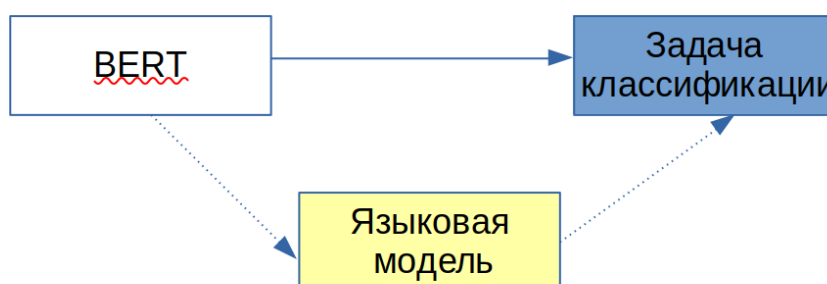 BERT
Задача
классификации
Языковая
модель